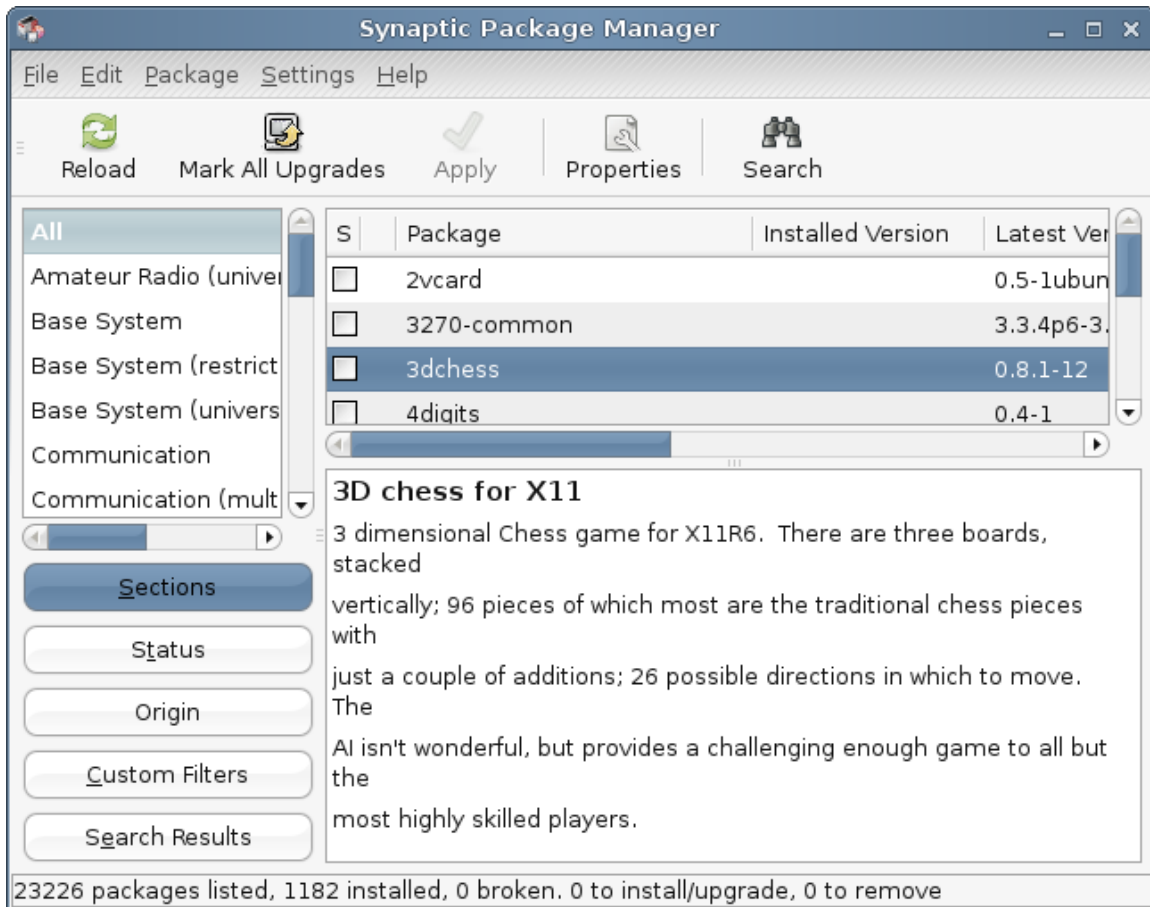 Synaptic Package Manager
File Edit Package Settings Help
Reload Mark All Upgrades Apply Properties Search
All
Amateur Radio (univer
Base System
Base System (restrict
Base System (univers
Communication
Communication (mult
Sections
Status
Origin
Custom Filters
Search Results
S Package Installed Version Latest Ver
2vcard 0.5-1ubun
3270-common 3.3.4p6-3.
3dchess 0.8.1-12
4digits 0.4-1
3D chess for X11
3 dimensional Chess game for X11R6. There are three boards,
stacked
vertically; 96 pieces of which most are the traditional chess pieces
with
just a couple of additions; 26 possible directions in which to move.
The
AI isn't wonderful, but provides a challenging enough game to all but
the
most highly skilled players.
23226 packages listed, 1182 installed, 0 broken. 0 to install/upgrade, 0 to remove